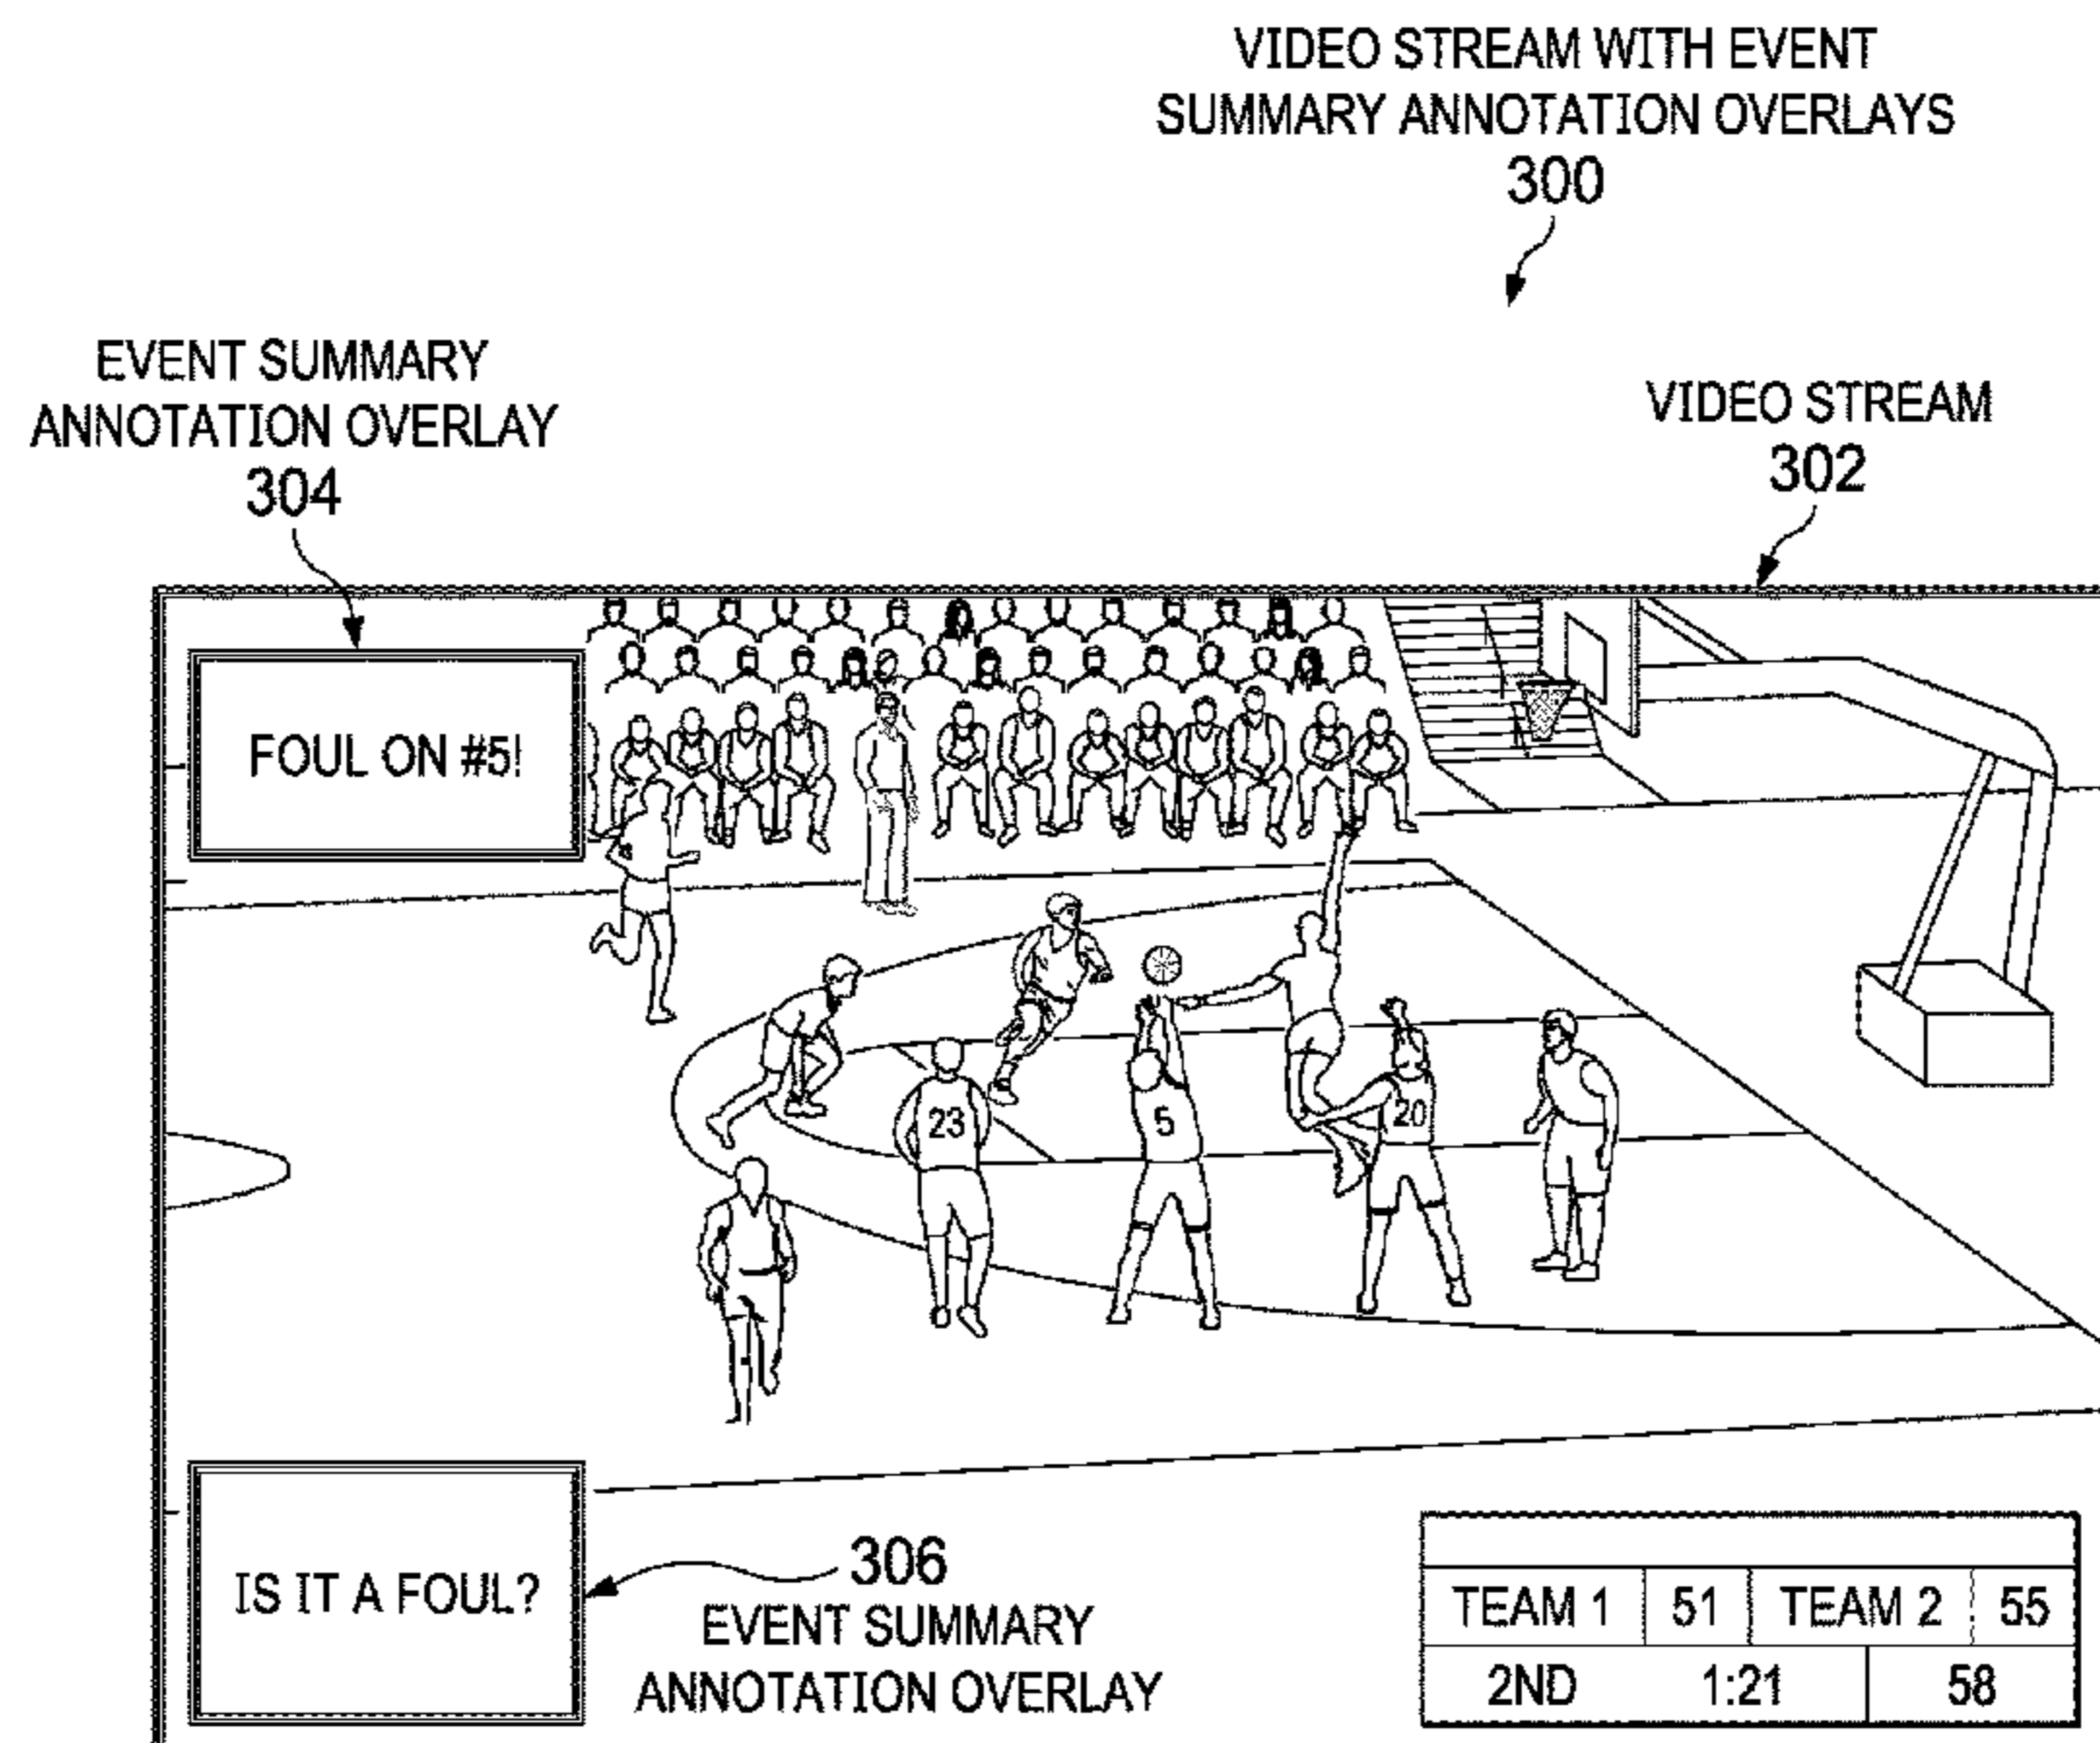 VIDEO STREAM WITH EVENT
SUMMARY ANNOTATION OVERLAYS
300
EVENT SUMMARY
ANNOTATION OVERLAY
304
VIDEO STREAM
302
FOUL ON #5!
23
5
20
IS IT A FOUL?
306
EVENT SUMMARY
ANNOTATION OVERLAY
TEAM 1 51 TEAM 2 55
2ND 1:21 58